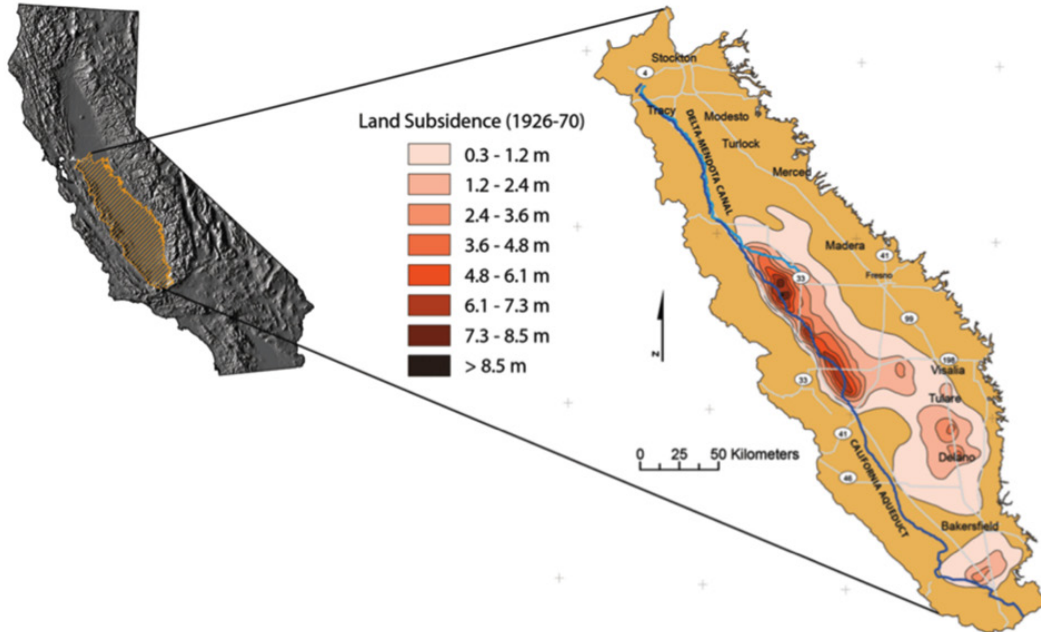 Land Subsidence (1926-70)
0.3 - 1.2 m
1.2 - 2.4 m
2.4 - 3.6 m
3.6 - 4.8 m
4.8 - 6.1 m
6.1 - 7.3 m
7.3 - 8.5 m
> 8.5 m
Stockton
4
Tracy
Modesto
DELTA-MENDOTA CANAL
Turlock
Merced
Madera
41
33
Fresno
99
N
198
Visalia
33
Tulare
41
0 25 50 Kilometers
Delano
46
CALIFORNIA AQUEDUCT
Bakersfield